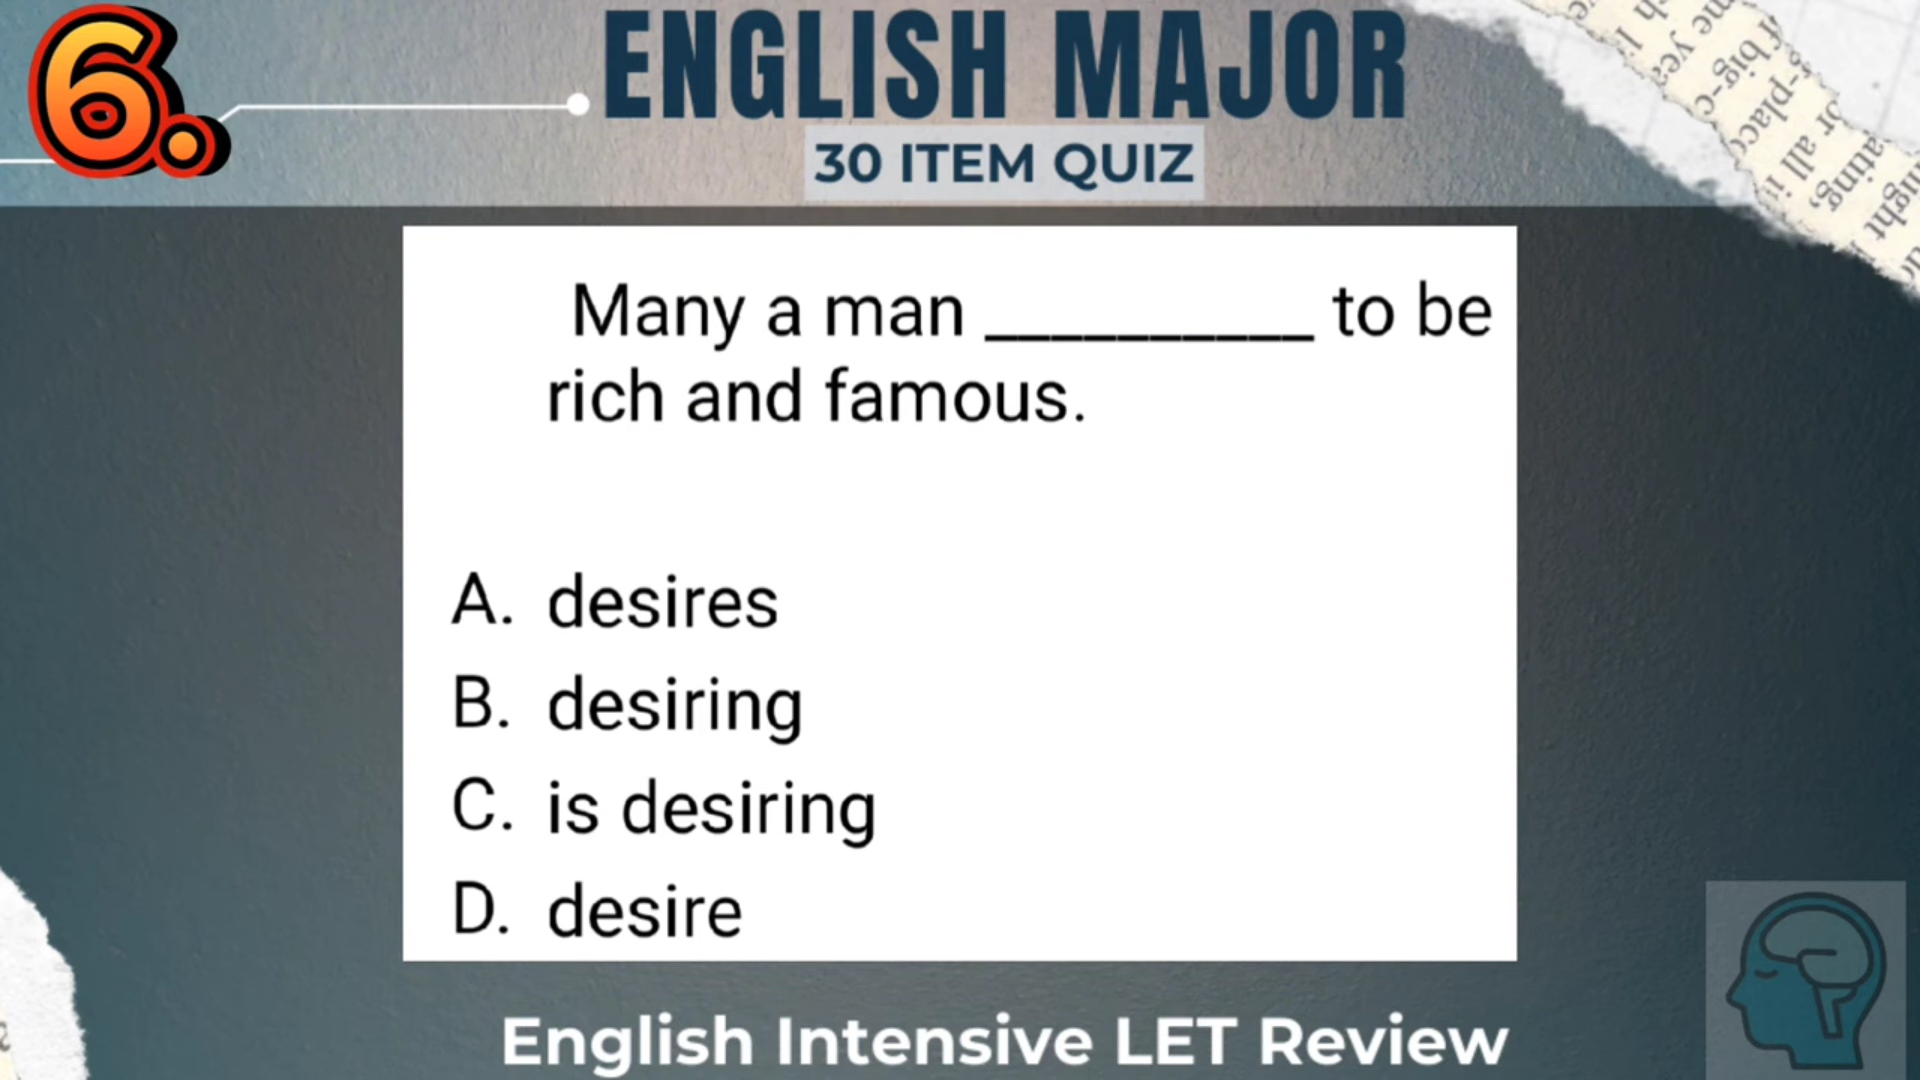 6.
ENGLISH MAJOR
30 ITEM QUIZ
Many a man __________ to be
rich and famous.
A. desires
B. desiring
C. is desiring
D. desire
English Intensive LET Review